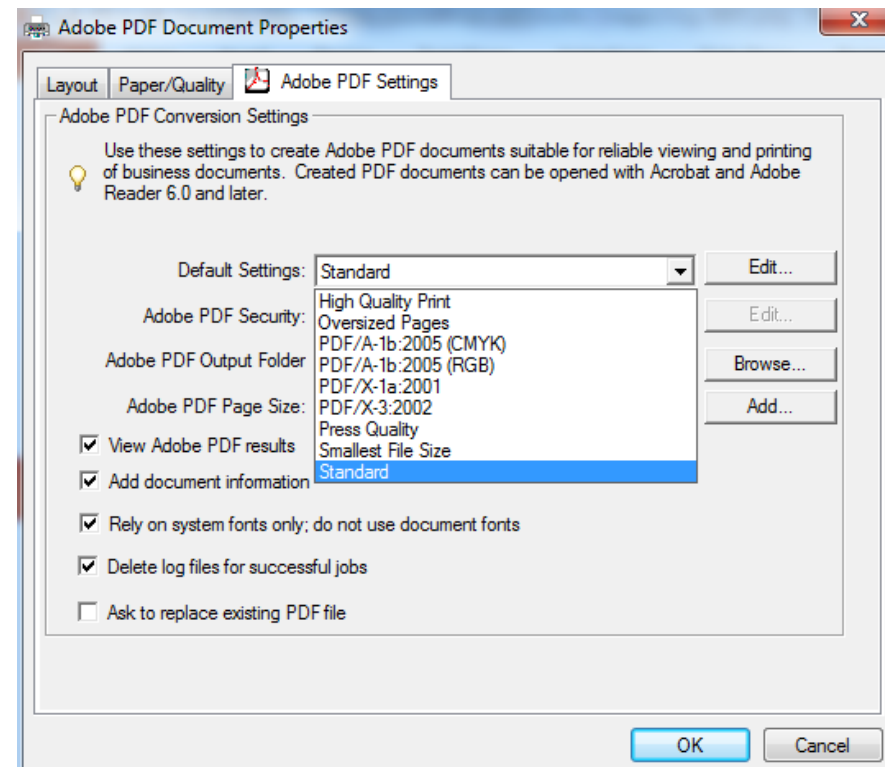 Adobe PDF Document Properties
Layout
Paper/Quality
Adobe PDF Settings
Adobe PDF Conversion Settings
Use these settings to create Adobe PDF documents suitable for reliable viewing and printing
of business documents. Created PDF documents can be opened with Acrobat and Adobe
Reader 6.0 and later.
Default Settings: Standard Edit...
High Quality Print
Adobe PDF Security: Edit...
Oversized Pages
PDF/A-1b:2005 (CMYK)
Adobe PDF Output Folder Browse...
PDF/A-1b:2005 (RGB)
PDF/X-1a:2001
Adobe PDF Page Size: Add...
PDF/X-3:2002
Press Quality
View Adobe PDF results
Smallest File Size
Standard
Add document information
Rely on system fonts only; do not use document fonts
Delete log files for successful jobs
Ask to replace existing PDF file
OK Cancel